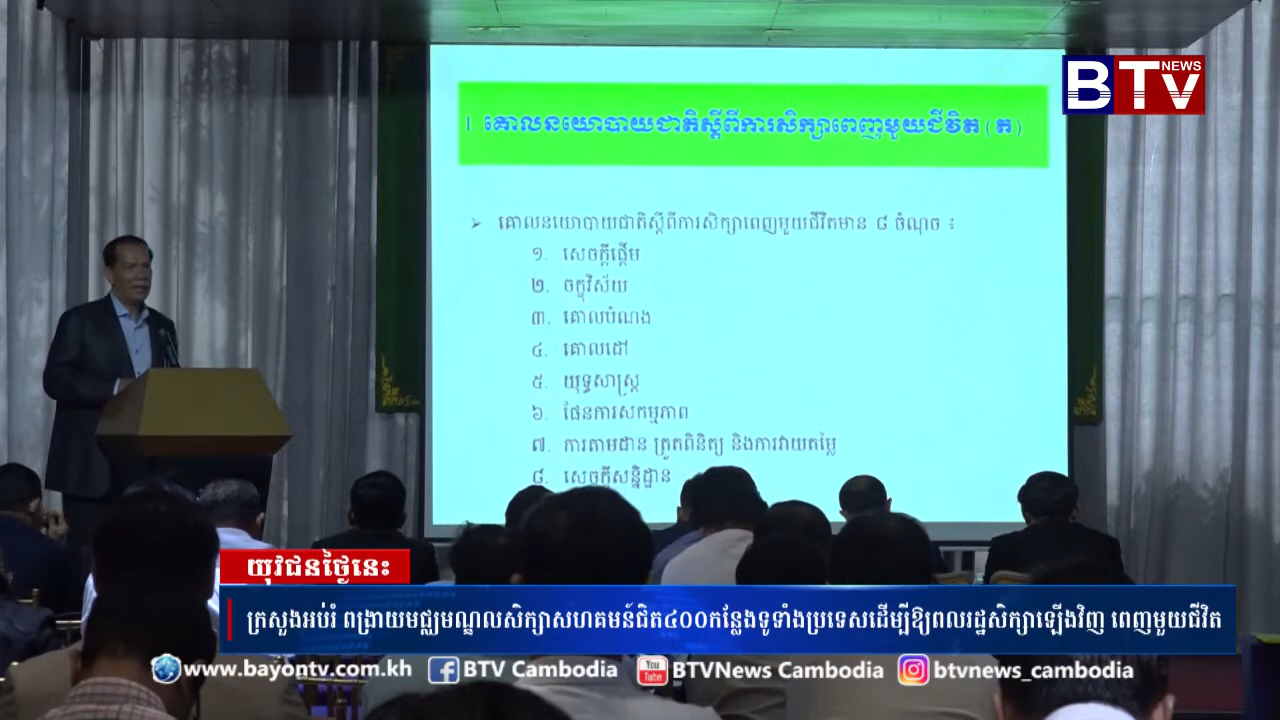 BTV NEWS
I គោលនយោបាយជាតិស្តីពីការសិក្សាពេញមួយជីវិត (ត)
➢ គោលនយោបាយជាតិស្តីពីការសិក្សាពេញមួយជីវិតមាន ៨ ចំណុច ៖
១. សេចក្តីផ្តើម
២. ចក្ខុវិស័យ
៣. គោលបំណង
៤. គោលដៅ
៥. យុទ្ធសាស្ត្រ
៦. ផែនការសកម្មភាព
៧. ការតាមដាន ត្រួតពិនិត្យ និងការវាយតម្លៃ
៨. សេចក្តីសន្និដ្ឋាន
យុវជនថ្ងៃនេះ
ក្រសួងអប់រំ ពង្រាយមជ្ឈមណ្ឌលសិក្សាសហគមន៍ជិត៤០០កន្លែងទូទាំងប្រទេសដើម្បីឱ្យពលរដ្ឋសិក្សាឡើងវិញ ពេញមួយជីវិត
www.bayontv.com.kh BTV Cambodia You Tube BTVNews Cambodia btvnews_cambodia